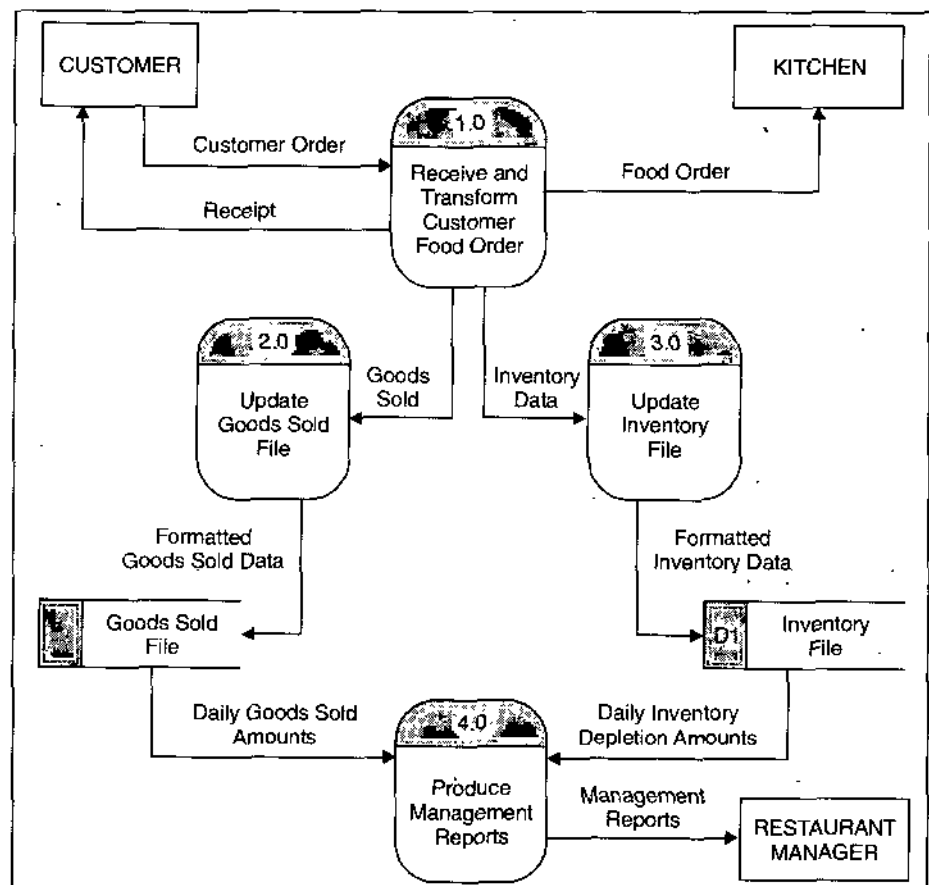 CUSTOMER
KITCHEN
1.0
Customer Order
Receive and
Transform
Customer
Food Order
Food Order
Receipt
2.0
3.0
Goods
Sold
Inventory
Data
Update
Goods Sold
File
Update
Inventory
File
Formatted
Goods Sold Data
Formatted
Inventory Data
Goods Sold
File
D1
Inventory
File
Daily Goods Sold
Amounts
4.0
Daily Inventory
Depletion Amounts
Produce
Management
Reports
Management
Reports
RESTAURANT
MANAGER